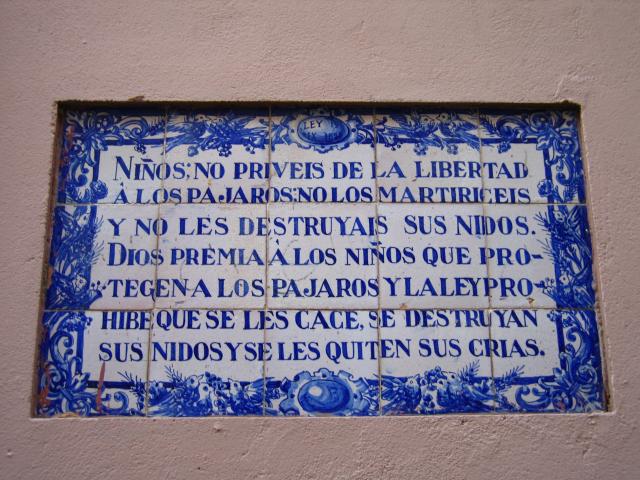 LEY
NIÑOS; NO PRIVEIS DE LA LIBERTAD
À LOS PAJAROS; NO LOS MARTIRICEIS
Y NO LES DESTRUYAIS SUS NIDOS.
DIOS PREMIA À LOS NIÑOS QUE PRO-
TEGEN A LOS PAJAROS Y LA LEY PRO-
HIBE QUE SE LES CACE, SE DESTRUYAN
SUS NIDOS Y SE LES QUITEN SUS CRIAS.